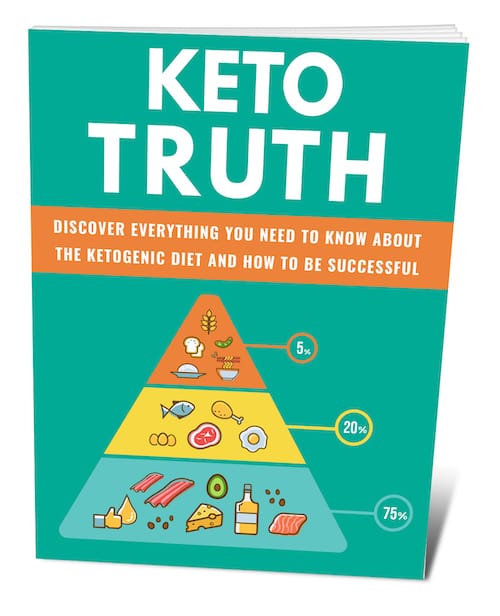 KETO
TRUTH
DISCOVER EVERYTHING YOU NEED TO KNOW ABOUT
THE KETOGENIC DIET AND HOW TO BE SUCCESSFUL
5%
20%
75%